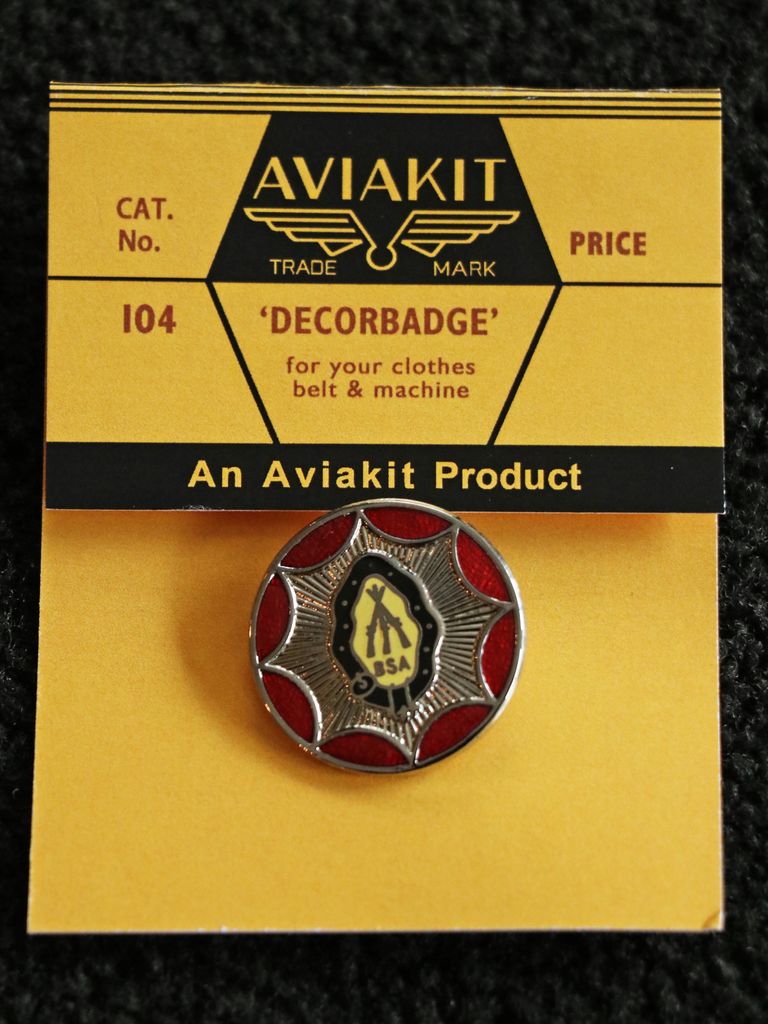 AVIAKIT
TRADE MARK
CAT.
No.
PRICE
104
'DECORBADGE'
for your clothes
belt & machine
An Aviakit Product
BSA